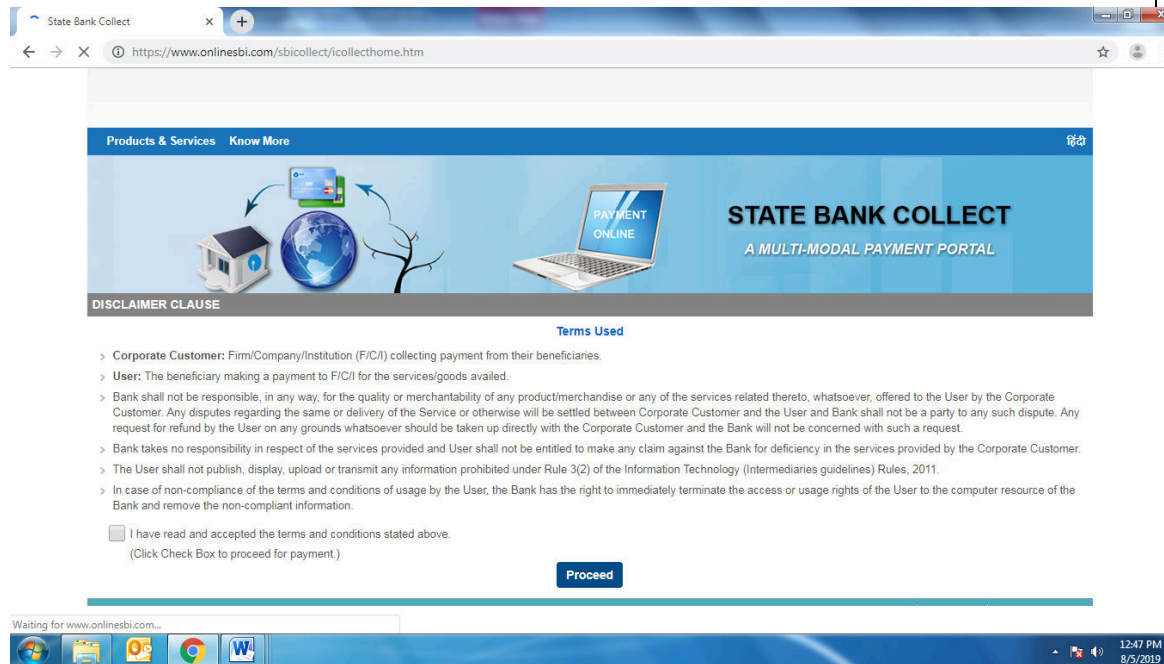 State Bank Collect
https://www.onlinesbi.com/sbicollect/icollecthome.htm
Products & Services Know More हिंदी
PAYMENT
ONLINE
STATE BANK COLLECT
A MULTI-MODAL PAYMENT PORTAL
DISCLAIMER CLAUSE
Terms Used
Corporate Customer: Firm/Company/Institution (F/C/I) collecting payment from their beneficiaries.
User: The beneficiary making a payment to F/C/I for the services/goods availed.
Bank shall not be responsible, in any way, for the quality or merchantability of any product/merchandise or any of the services related thereto, whatsoever, offered to the User by the Corporate
Customer. Any disputes regarding the same or delivery of the Service or otherwise will be settled between Corporate Customer and the User and Bank shall not be a party to any such dispute. Any
request for refund by the User on any grounds whatsoever should be taken up directly with the Corporate Customer and the Bank will not be concerned with such a request.
Bank takes no responsibility in respect of the services provided and User shall not be entitled to make any claim against the Bank for deficiency in the services provided by the Corporate Customer.
The User shall not publish, display, upload or transmit any information prohibited under Rule 3(2) of the Information Technology (Intermediaries guidelines) Rules, 2011.
In case of non-compliance of the terms and conditions of usage by the User, the Bank has the right to immediately terminate the access or usage rights of the User to the computer resource of the
Bank and remove the non-compliant information.
I have read and accepted the terms and conditions stated above.
(Click Check Box to proceed for payment.)
Proceed
Waiting for www.onlinesbi.com...
12:47 PM
8/5/2019